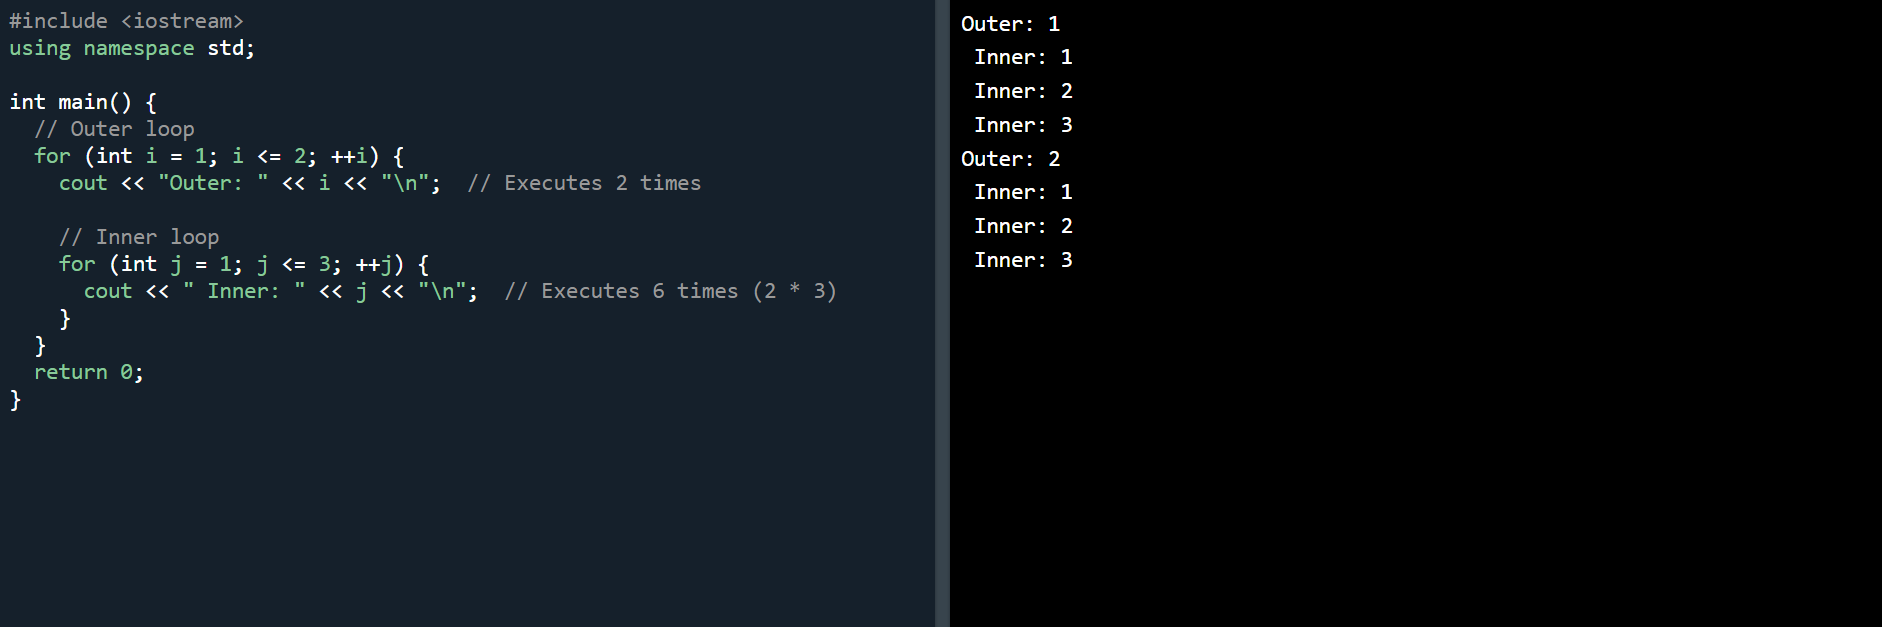 #include <iostream>
using namespace std;

int main() {
  // Outer loop
  for (int i = 1; i <= 2; ++i) {
    cout << "Outer: " << i << "\n";  // Executes 2 times

    // Inner loop
    for (int j = 1; j <= 3; ++j) {
      cout << " Inner: " << j << "\n";  // Executes 6 times (2 * 3)
    }
  }
  return 0;
}
Outer: 1
 Inner: 1
 Inner: 2
 Inner: 3
Outer: 2
 Inner: 1
 Inner: 2
 Inner: 3